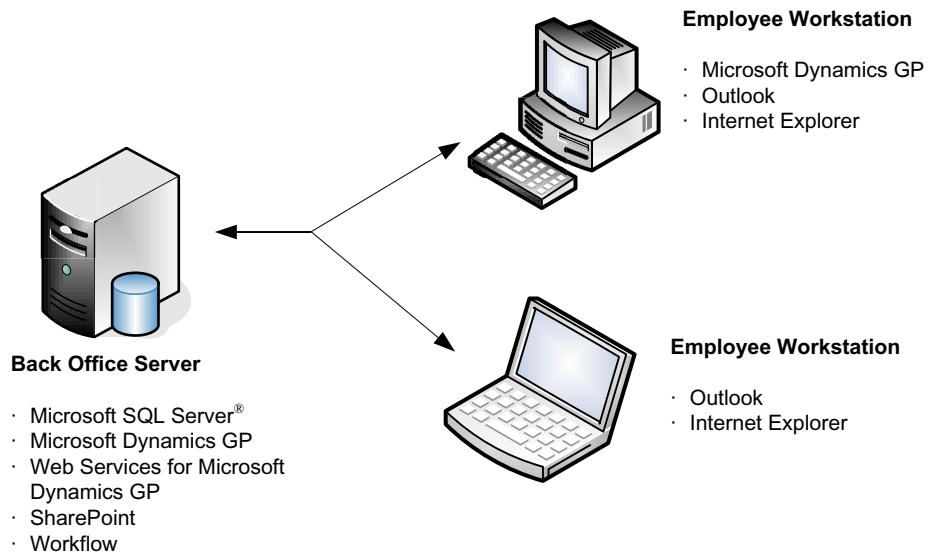 Employee Workstation
· Microsoft Dynamics GP
· Outlook
· Internet Explorer
Back Office Server
· Microsoft SQL Server®
· Microsoft Dynamics GP
· Web Services for Microsoft
Dynamics GP
· SharePoint
· Workflow
Employee Workstation
· Outlook
· Internet Explorer